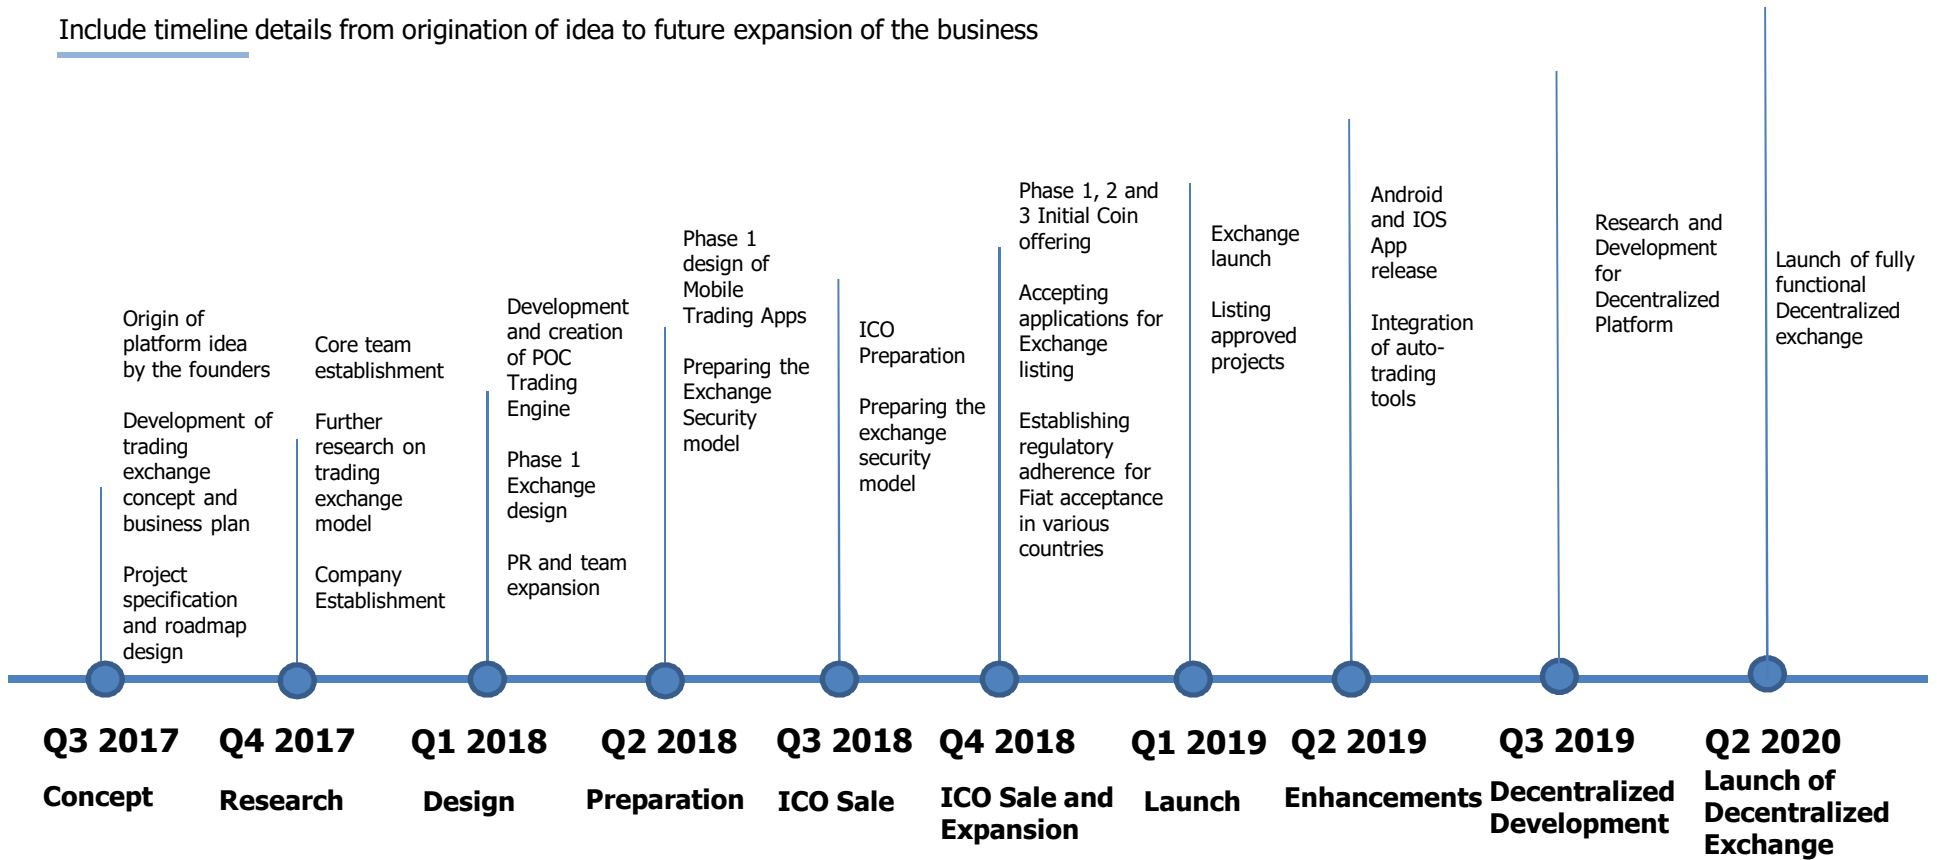 Include timeline details from origination of idea to future expansion of the business
Origin of
platform idea
by the founders
Development of
trading
exchange
concept and
business plan
Project
specification
and roadmap
design
Core team
establishment
Further
research on
trading
exchange
model
Company
Establishment
Development
and creation
of POC
Trading
Engine
Phase 1
Exchange
design
PR and team
expansion
Phase 1
design of
Mobile
Trading Apps
Preparing the
Exchange
Security
model
ICO
Preparation
Preparing the
exchange
security
model
Phase 1, 2 and
3 Initial Coin
offering
Accepting
applications for
Exchange
listing
Establishing
regulatory
adherence for
Fiat acceptance
in various
countries
Exchange
launch
Listing
approved
projects
Android
and IOS
App
release
Integration
of auto-
trading
tools
Research and
Development
for
Decentralized
Platform
Launch of fully
functional
Decentralized
exchange
Q3 2017
Concept
Q4 2017
Research
Q1 2018
Design
Q2 2018
Preparation
Q3 2018
ICO Sale
Q4 2018
ICO Sale and
Expansion
Q1 2019
Launch
Q2 2019
Enhancements
Q3 2019
Decentralized
Development
Q2 2020
Launch of
Decentralized
Exchange